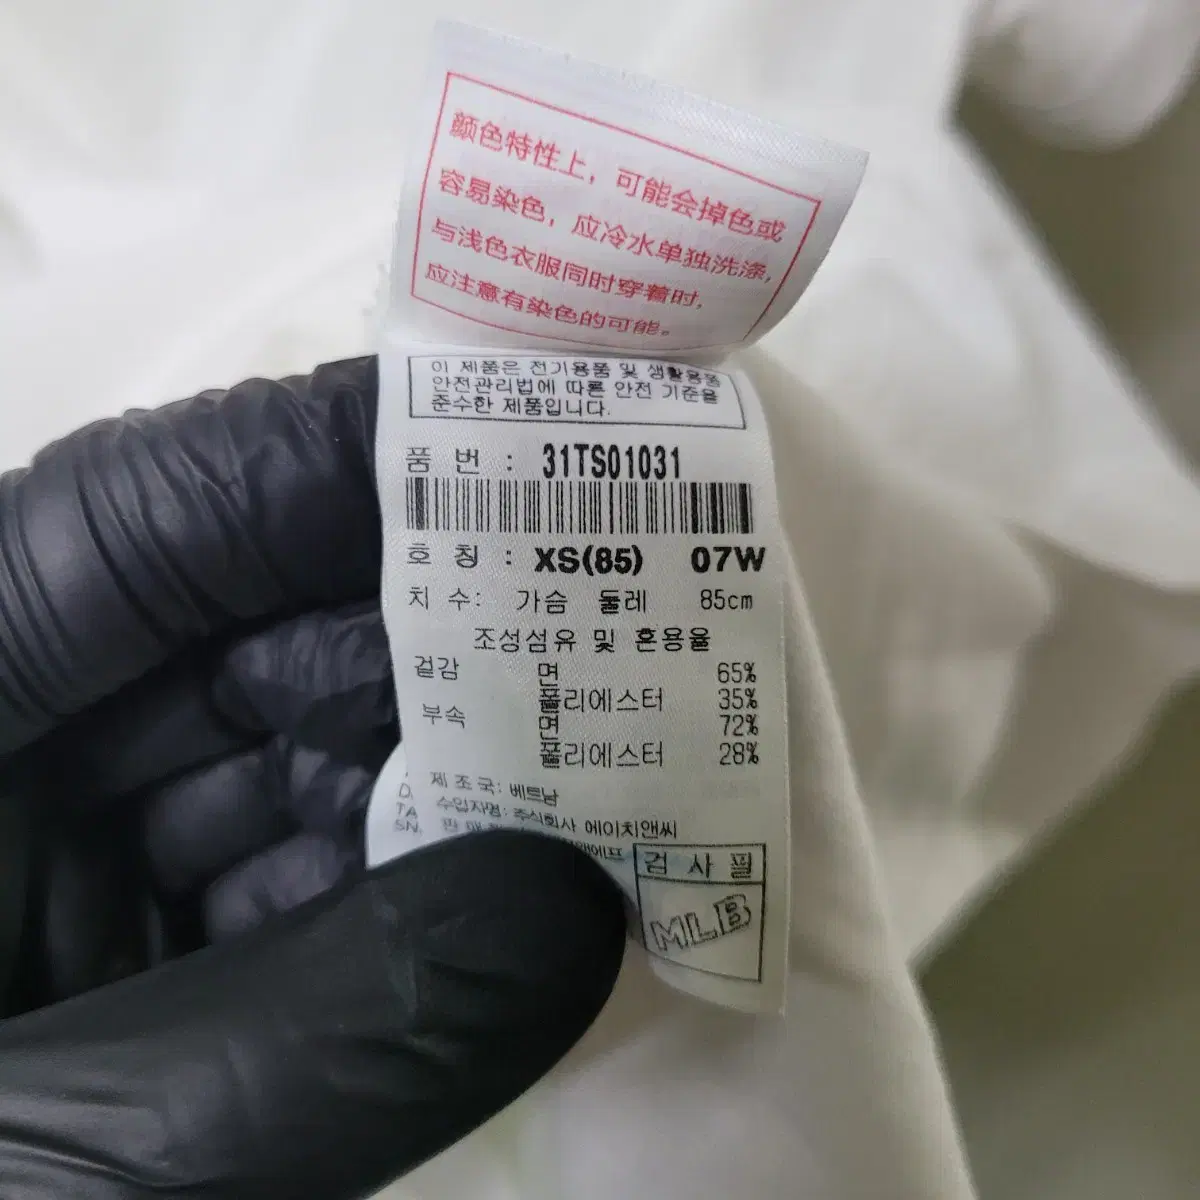 颜色特性上，可能会掉色或
容易染色，应冷水单独洗涤，
与浅色衣服同时穿着时，
应注意有染色的可能。
이 제품은 전기용품 및 생활용품
안전관리법에 따른 안전 기준을
준수한 제품입니다.
품 번 : 31TS01031
호 칭 : XS(85) 07W
치 수: 가슴 둘레 85cm
조성섬유 및 혼용율
겉감 면 65%
폴리에스터 35%
부속 면 72%
폴리에스터 28%
제조국: 베트남
수입자명: 주식회사 에이치앤씨
판매
검 사 필
MLB
D.
TA
SN.